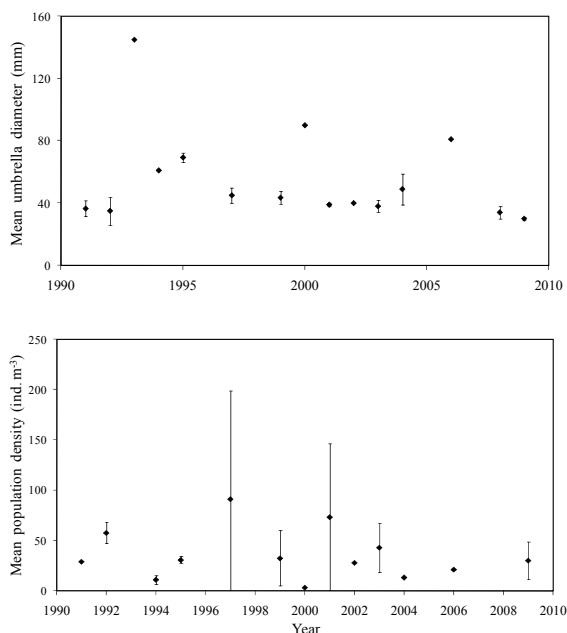 160
120
80
40
0
Mean umbrella diameter (mm)
1990 1995 2000 2005 2010
250
200
150
100
50
0
Mean population density (ind. m-3)
1990 1992 1994 1996 1998 2000 2002 2004 2006 2008 2010
Year